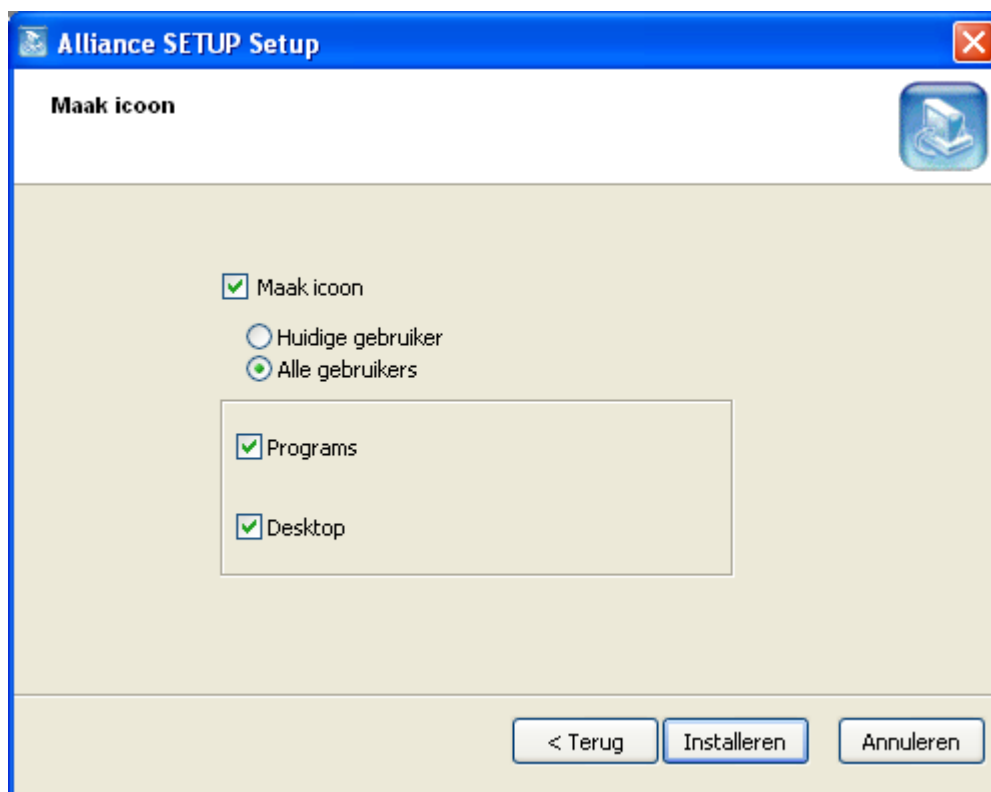 Alliance SETUP Setup
Maak icoon
Maak icoon
Huidige gebruiker
Alle gebruikers
Programs
Desktop
< Terug
Installeren
Annuleren